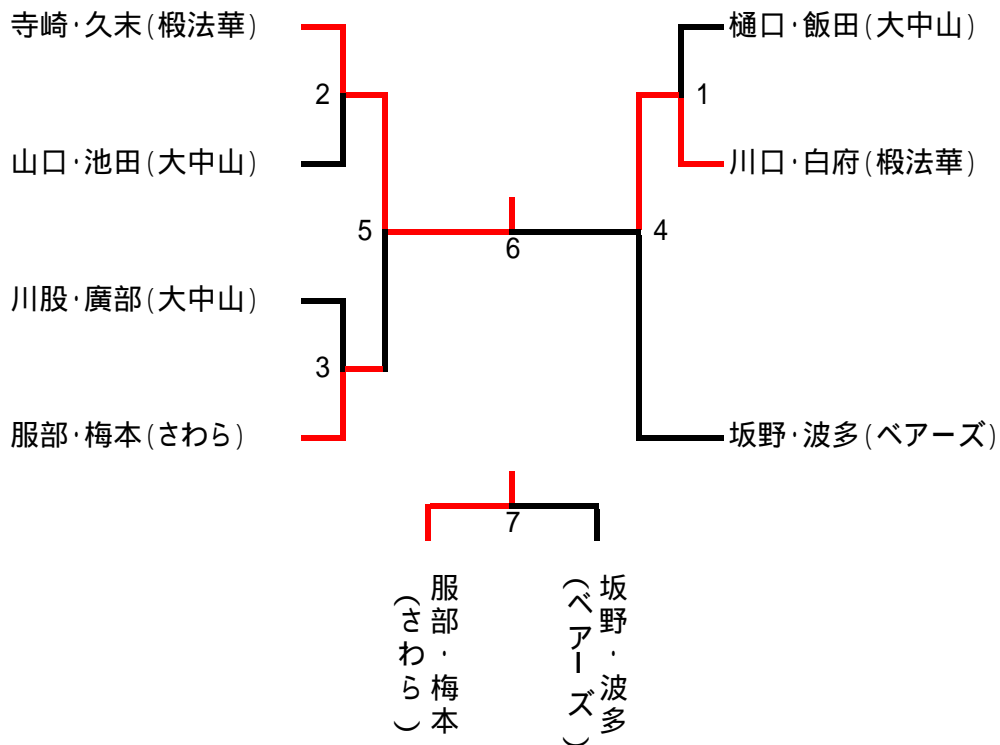 寺崎・久末(椴法華)
樋口・飯田(大中山)
2
1
山口・池田(大中山)
川口・白府(椴法華)
5
6
4
川股・廣部(大中山)
3
服部・梅本(さわら)
坂野・波多(ベアーズ)
7
服部・梅本
(さわら)
坂野・波多
(ベアーズ)